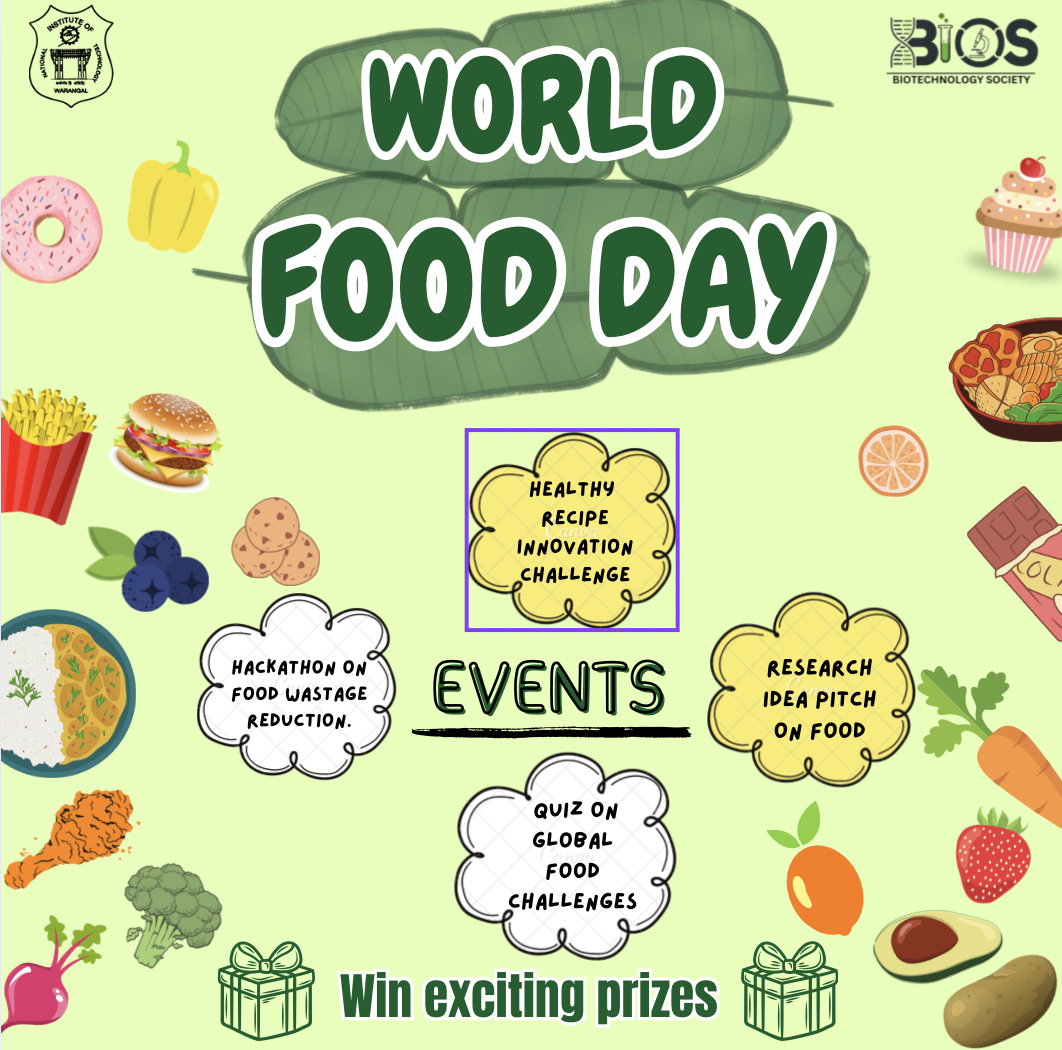 INSTITUTE OF
NATIONAL
TECHNOLOGY
WARANGAL
BIOS
BIOTECHNOLOGY SOCIETY
WORLD
FOOD DAY
HEALTHY
RECIPE
INNOVATION
CHALLENGE
HACKATHON ON
FOOD WASTAGE
REDUCTION.
EVENTS
RESEARCH
IDEA PITCH
ON FOOD
QUIZ ON
GLOBAL
FOOD
CHALLENGES
Win exciting prizes